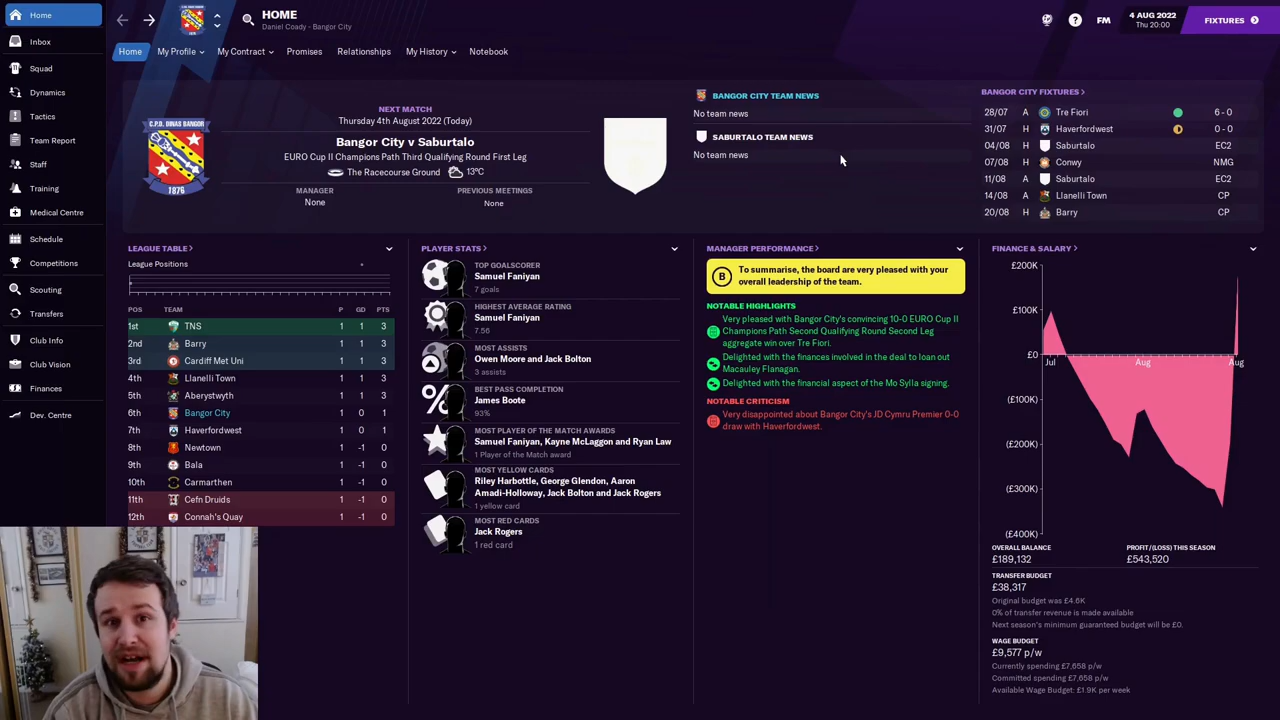 Home
Inbox
Squad
Dynamics
Tactics
Team Report
Staff
Training
Medical Centre
Schedule
Competitions
Scouting
Transfers
Club Info
Club Vision
Finances
Dev. Centre
HOME
Daniel Coady - Bangor City
? FM
4 AUG 2022
Thu 20:00
FIXTURES
Home My Profile My Contract Promises Relationships My History Notebook
C.P.D. DINAS BANGOR
1876
NEXT MATCH
Thursday 4th August 2022 (Today)
Bangor City v Saburtalo
EURO Cup II Champions Path Third Qualifying Round First Leg
The Racecourse Ground 13°C
MANAGER PREVIOUS MEETINGS
None None
BANGOR CITY TEAM NEWS
No team news
SABURTALO TEAM NEWS
No team news
BANGOR CITY FIXTURES
28/07 A Tre Fiori 6 - 0
31/07 H Haverfordwest 0 - 0
04/08 H Saburtalo EC2
07/08 H Conwy NMG
11/08 A Saburtalo EC2
14/08 A Llanelli Town CP
20/08 H Barry CP
LEAGUE TABLE
League Positions
POS TEAM P GD PTS
1st TNS 1 1 3
2nd Barry 1 1 3
3rd Cardiff Met Uni 1 1 3
4th Llanelli Town 1 1 3
5th Aberystwyth 1 1 3
6th Bangor City 1 0 1
7th Haverfordwest 1 0 1
8th Newtown 1 -1 0
9th Bala 1 -1 0
10th Carmarthen 1 -1 0
11th Cefn Druids 1 -1 0
12th Connah's Quay 1 -1 0
PLAYER STATS
TOP GOALSCORER
Samuel Faniyan
7 goals
HIGHEST AVERAGE RATING
Samuel Faniyan
7.56
MOST ASSISTS
Owen Moore and Jack Bolton
3 assists
BEST PASS COMPLETION
James Boote
93%
MOST PLAYER OF THE MATCH AWARDS
Samuel Faniyan, Kayne McLaggon and Ryan Law
1 Player of the Match award
MOST YELLOW CARDS
Riley Harbottle, George Glendon, Aaron
Amadi-Holloway, Jack Bolton and Jack Rogers
1 yellow card
MOST RED CARDS
Jack Rogers
1 red card
MANAGER PERFORMANCE
B
To summarise, the board are very pleased with your
overall leadership of the team.
NOTABLE HIGHLIGHTS
Very pleased with Bangor City's convincing 10-0 EURO Cup II
Champions Path Second Qualifying Round Second Leg
aggregate win over Tre Fiori.
Delighted with the finances involved in the deal to loan out
Macauley Flanagan.
Delighted with the financial aspect of the Mo Sylla signing.
NOTABLE CRITICISM
Very disappointed about Bangor City's JD Cymru Premier 0-0
draw with Haverfordwest.
FINANCE & SALARY
£200K
£100K
£0
(£100K)
(£200K)
(£300K)
(£400K)
Jul Aug Aug
OVERALL BALANCE PROFIT/(LOSS) THIS SEASON
£189,132 £543,520
TRANSFER BUDGET
£38,317
Original budget was £4.6K
0% of transfer revenue is made available
Next season's minimum guaranteed budget will be £0.
WAGE BUDGET
£9,577 p/w
Currently spending £7,658 p/w
Committed spending £7,658 p/w
Available Wage Budget: £1.9K per week